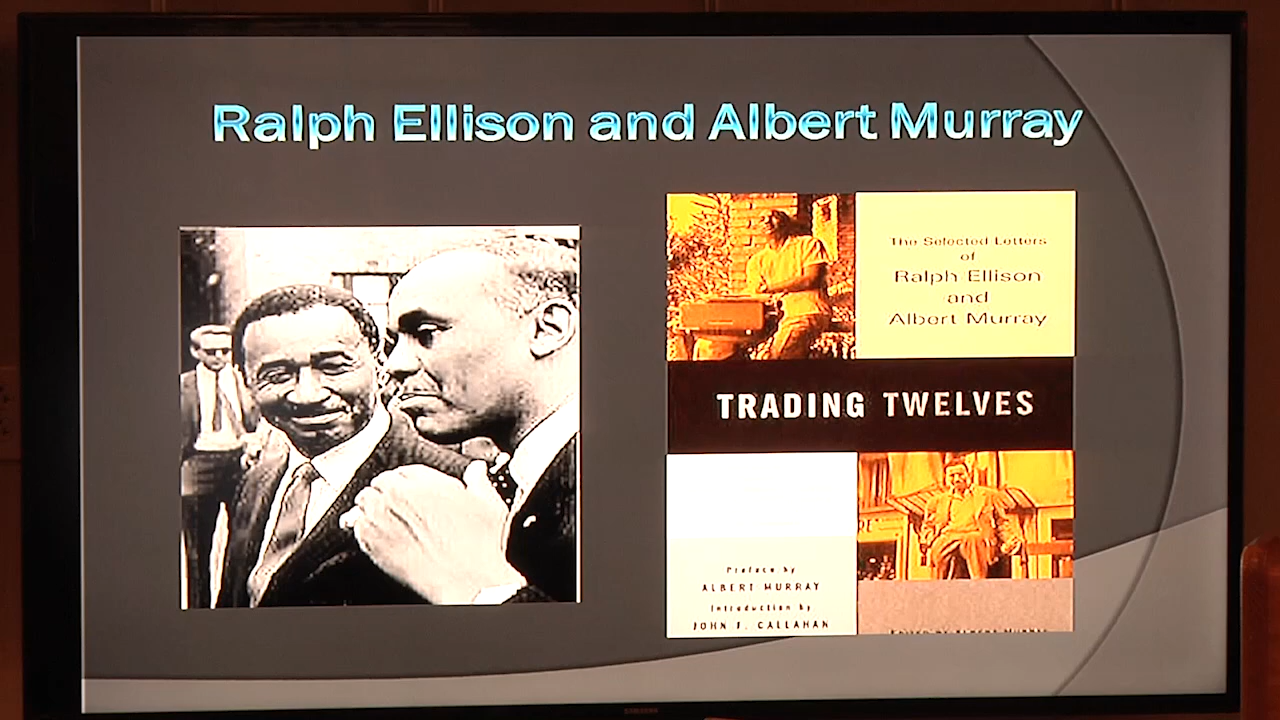 Ralph Ellison and Albert Murray
The Selected Letters
of
Ralph Ellison
and
Albert Murray
TRADING TWELVES
Preface by
ALBERT MURRAY
Introduction by
JOHN F. CALLAHAN
SAMSUNG